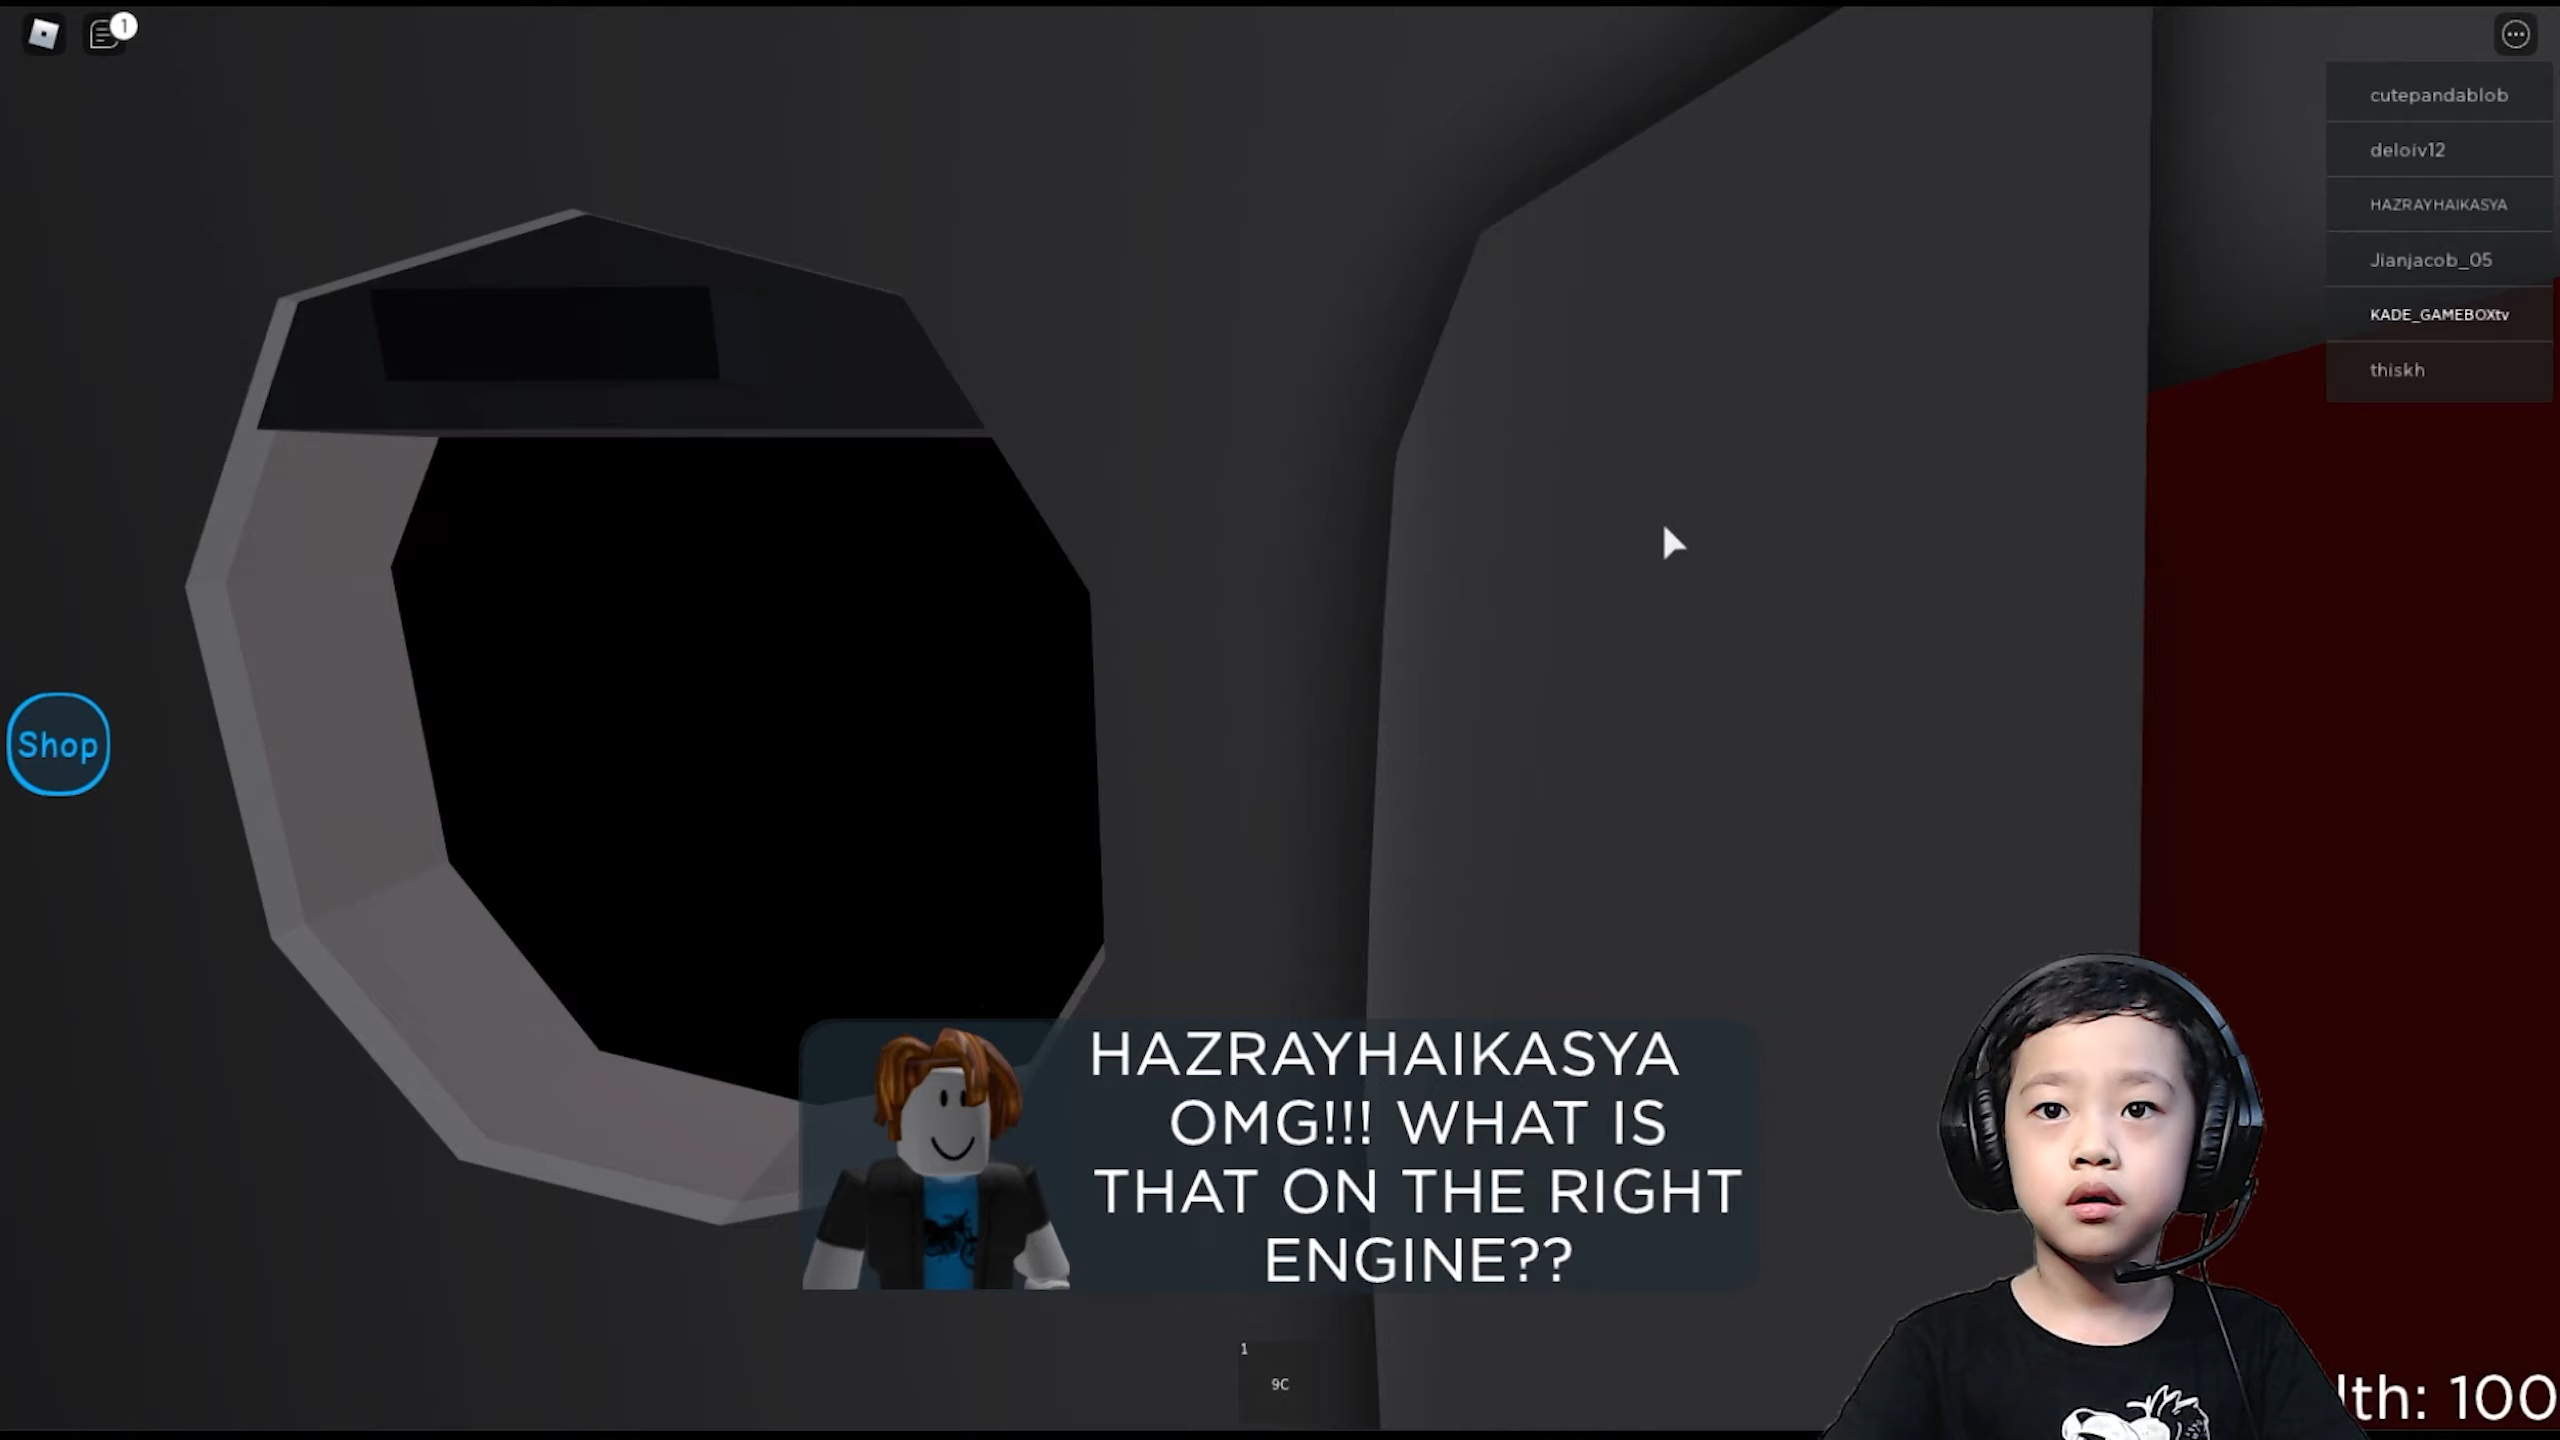 1
cutepandablob
deloiv12
HAZRAYHAIKASYA
Jianjacob_05
KADE_GAMEBOXtv
thiskh
Shop
HAZRAYHAIKASYA
OMG!!! WHAT IS
THAT ON THE RIGHT
ENGINE??
1
9C
lth: 100